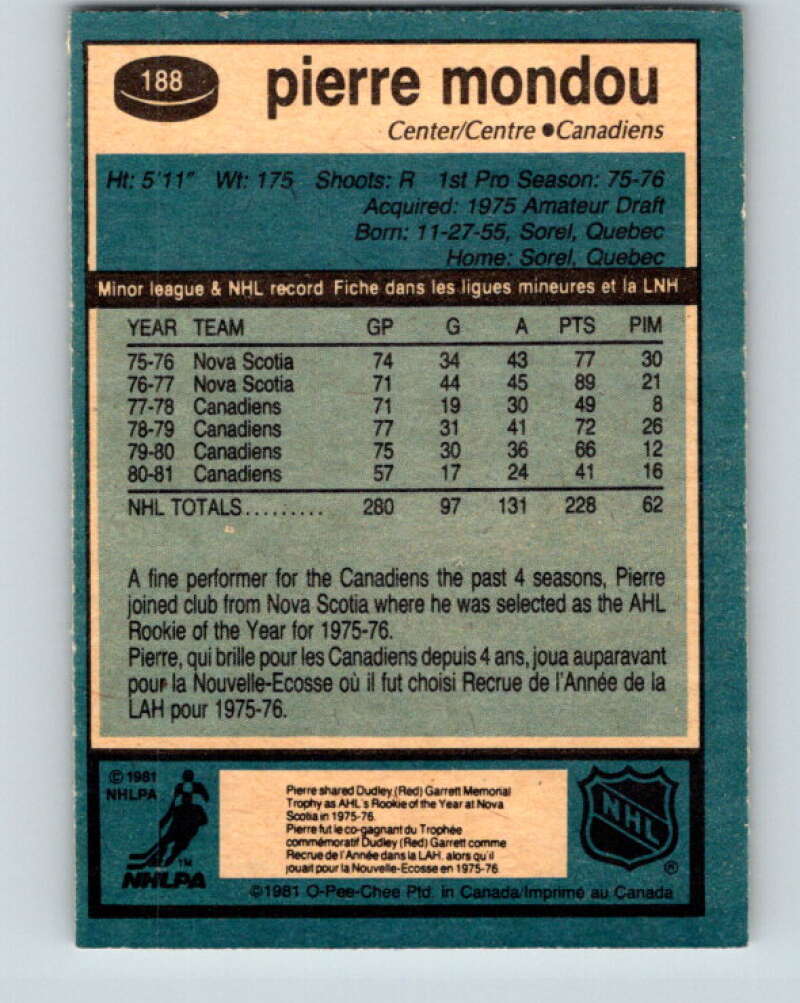 188
pierre mondou
Center/Centre ●Canadiens
Ht: 5'11" Wt: 175 Shoots: R 1st Pro Season: 75-76
Acquired: 1975 Amateur Draft
Born: 11-27-55, Sorel, Quebec
Home: Sorel, Quebec
Minor league & NHL record Fiche dans les ligues mineures et la LNH
YEAR TEAM GP G A PTS PIM
75-76 Nova Scotia 74 34 43 77 30
76-77 Nova Scotia 71 44 45 89 21
77-78 Canadiens 71 19 30 49 8
78-79 Canadiens 77 31 41 72 26
79-80 Canadiens 75 30 36 66 12
80-81 Canadiens 57 17 24 41 16
NHL TOTALS......... 280 97 131 228 62
A fine performer for the Canadiens the past 4 seasons, Pierre
joined club from Nova Scotia where he was selected as the AHL
Rookie of the Year for 1975-76.
Pierre, qui brille pour les Canadiens depuis 4 ans, joua auparavant
pour la Nouvelle-Ecosse où il fut choisi Recrue de l'Année de la
LAH pour 1975-76.
©1981
NHLPA
Pierre shared Dudley (Red) Garrett Memorial
Trophy as AHL's Rookie of the Year at Nova
Scotia in 1975-76.
Pierre fut le co-gagnant du Trophée
commémoratif Dudley (Red) Garrett comme
Recrue de l'Année dans la LAH, alors qu'il
jouait pour la Nouvelle-Ecosse en 1975-76
TM
NHLPA
NHL
®
©1981 O-Pee-Chee Ptd. in Canada/Imprimé au Canada